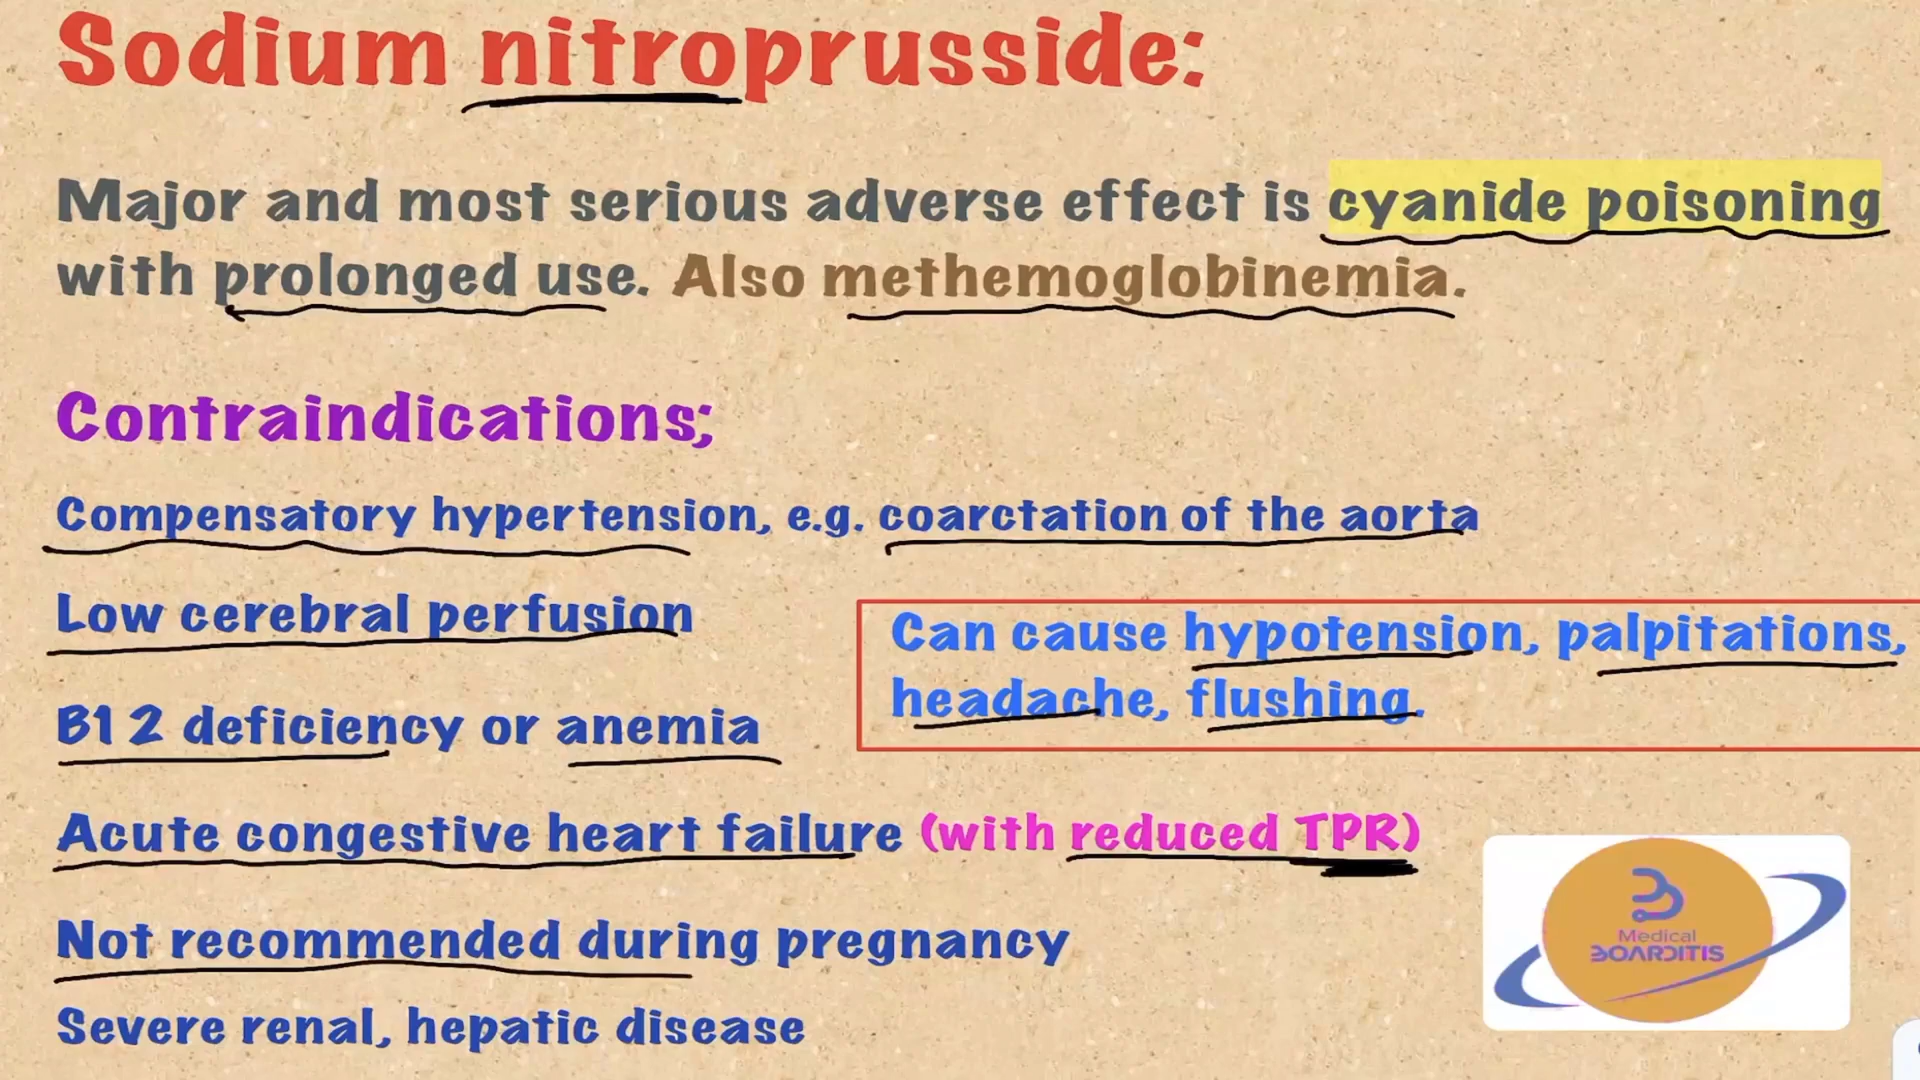 Sodium nitroprusside:
Major and most serious adverse effect is cyanide poisoning
with prolonged use. Also methemoglobinemia.
Contraindications;
Compensatory hypertension, e.g. coarctation of the aorta
Low cerebral perfusion
Can cause hypotension, palpitations,
headache, flushing.
B12 deficiency or anemia
Acute congestive heart failure (with reduced TPR)
Not recommended during pregnancy
Severe renal, hepatic disease
Medical
BOARDITIS